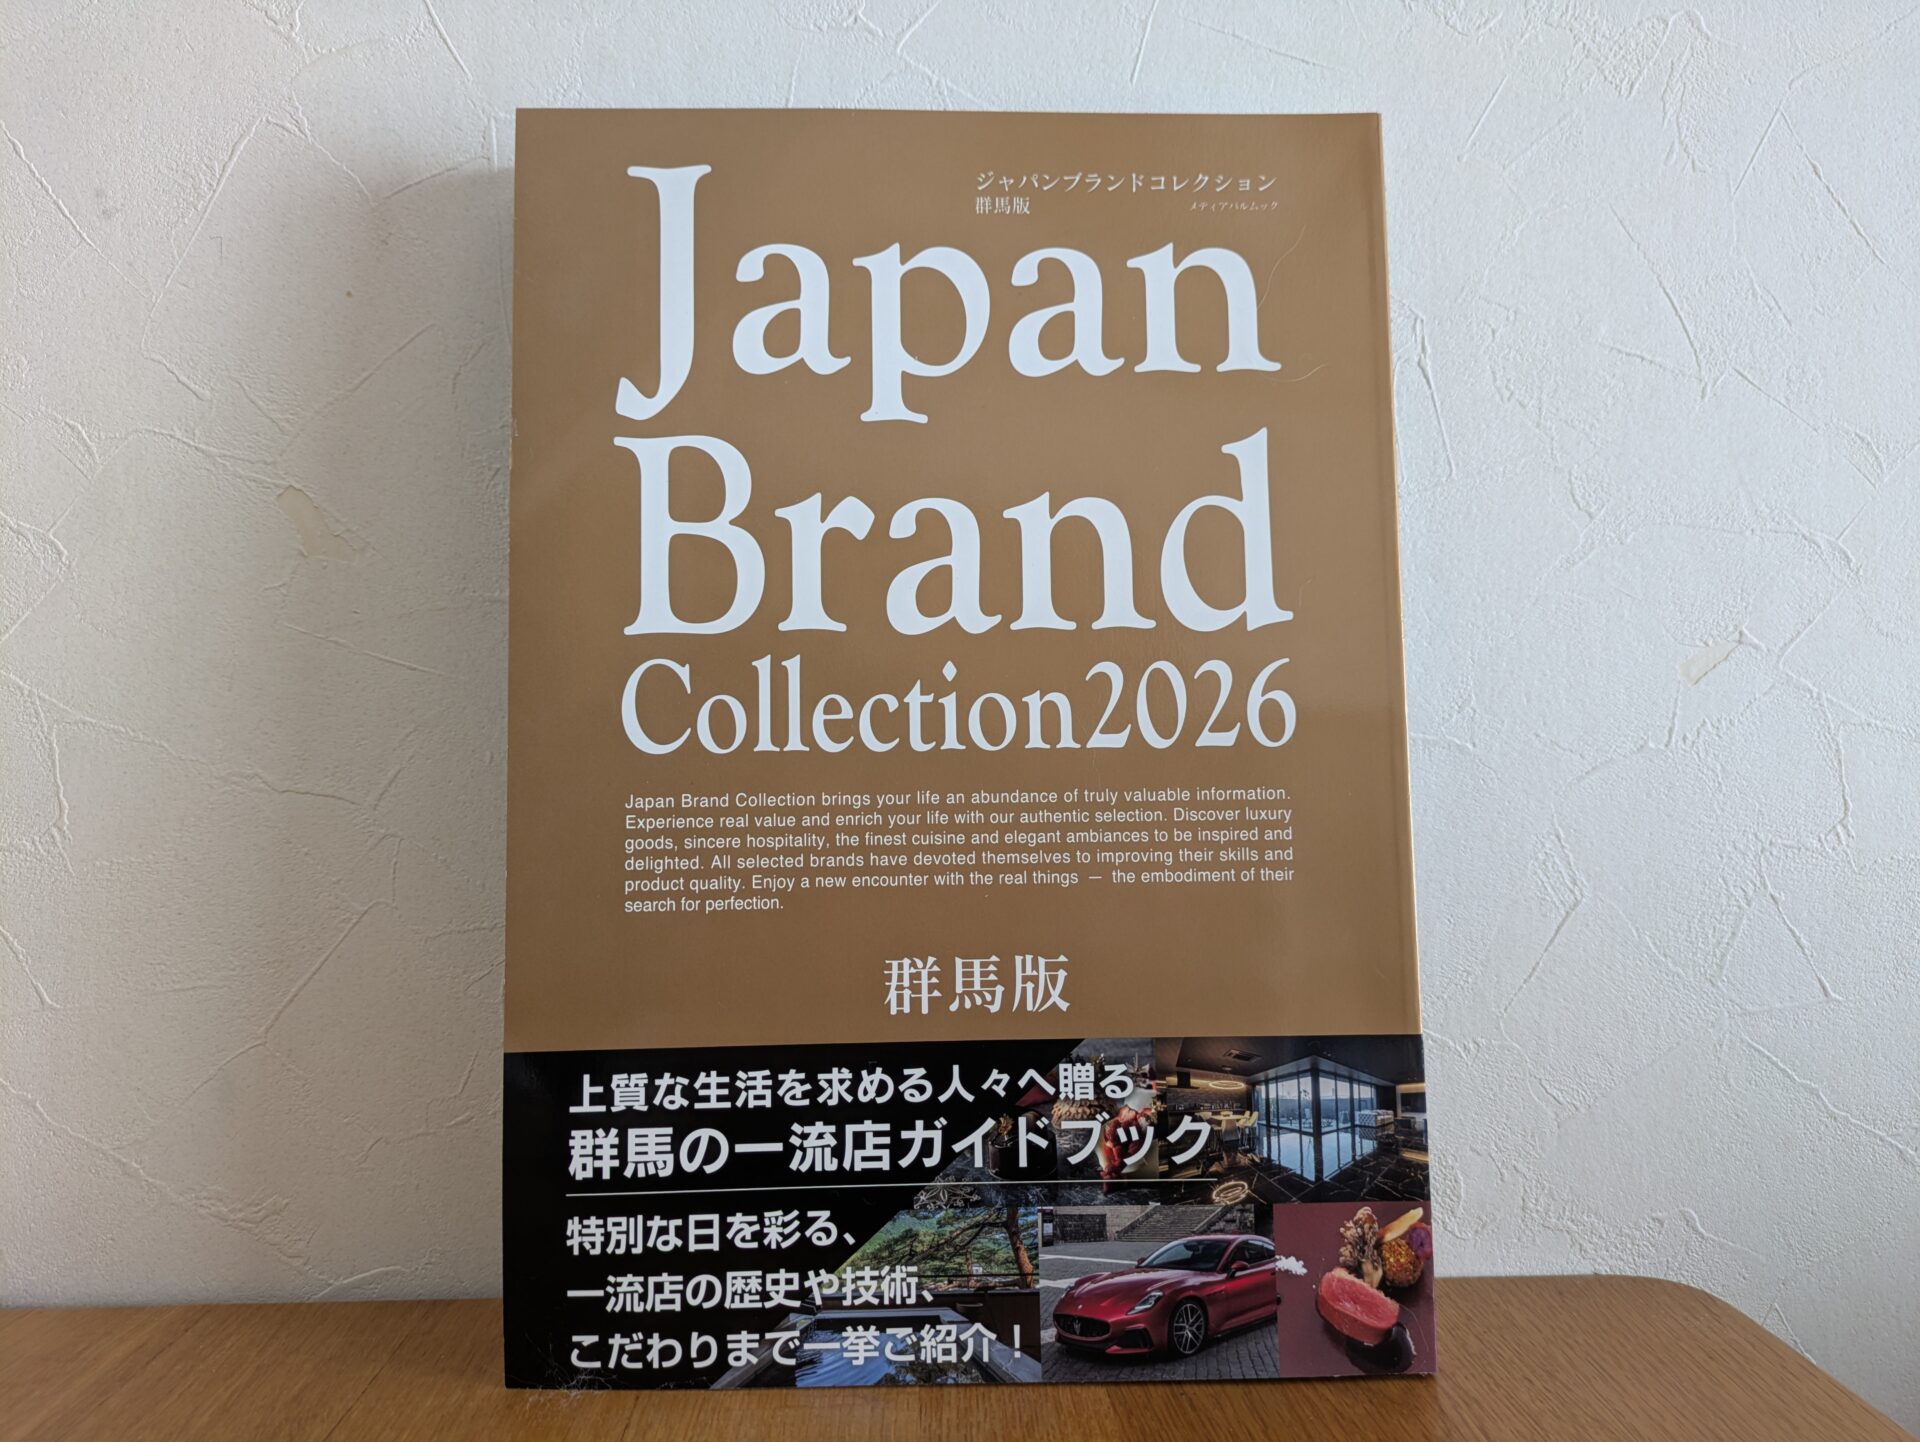 ジャパンブランドコレクション
群馬版 メディアパルムック
Japan
Brand
Collection2026
Japan Brand Collection brings your life an abundance of truly valuable information.
Experience real value and enrich your life with our authentic selection. Discover luxury
goods, sincere hospitality, the finest cuisine and elegant ambiances to be inspired and
delighted. All selected brands have devoted themselves to improving their skills and
product quality. Enjoy a new encounter with the real things — the embodiment of their
search for perfection.
群馬版
上質な生活を求める人々へ贈る
群馬の一流店ガイドブック
特別な日を彩る、
一流店の歴史や技術、
こだわりまで一挙ご紹介！